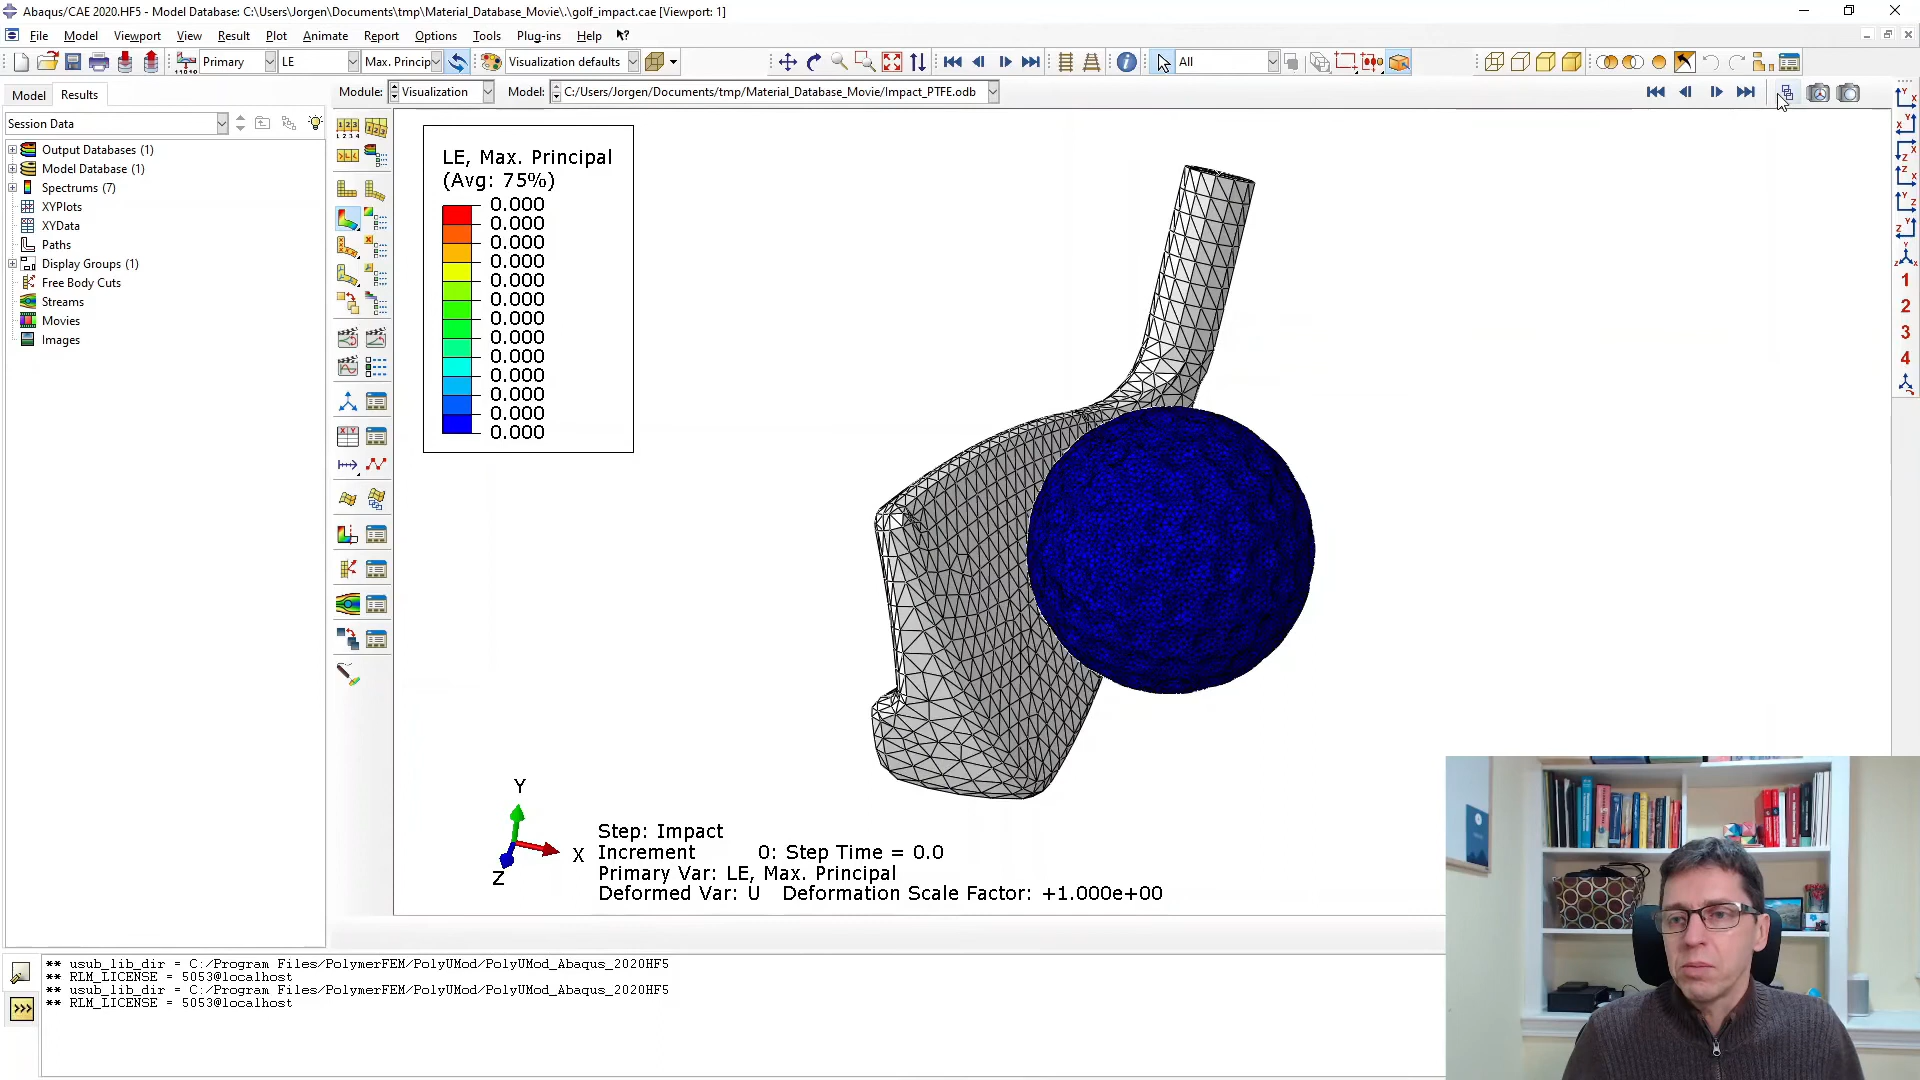 Abaqus/CAE 2020.HF5 - Model Database: C:\Users\Jorgen\Documents\tmp\Material_Database_Movie\.\golf_impact.cae [Viewport: 1]
File Model Viewport View Result Plot Animate Report Options Tools Plug-ins Help
Primary LE Max. Princip Visualization defaults All
Model Results Module: Visualization Model: C:/Users/Jorgen/Documents/tmp/Material_Database_Movie/Impact_PTFE.odb
Session Data
Output Databases (1)
Model Database (1)
Spectrums (7)
XYPlots
XYData
Paths
Display Groups (1)
Free Body Cuts
Streams
Movies
Images
LE, Max. Principal
(Avg: 75%)
0.000
0.000
0.000
0.000
0.000
0.000
0.000
0.000
0.000
0.000
0.000
0.000
0.000
1
2
3
4
Y
X
Z
Step: Impact
Increment 0: Step Time = 0.0
Primary Var: LE, Max. Principal
Deformed Var: U Deformation Scale Factor: +1.000e+00
** usub_lib_dir = C:/Program Files/PolymerFEM/PolyUMod/PolyUMod_Abaqus_2020HF5
** RLM_LICENSE = 5053@localhost
** usub_lib_dir = C:/Program Files/PolymerFEM/PolyUMod/PolyUMod_Abaqus_2020HF5
** RLM_LICENSE = 5053@localhost